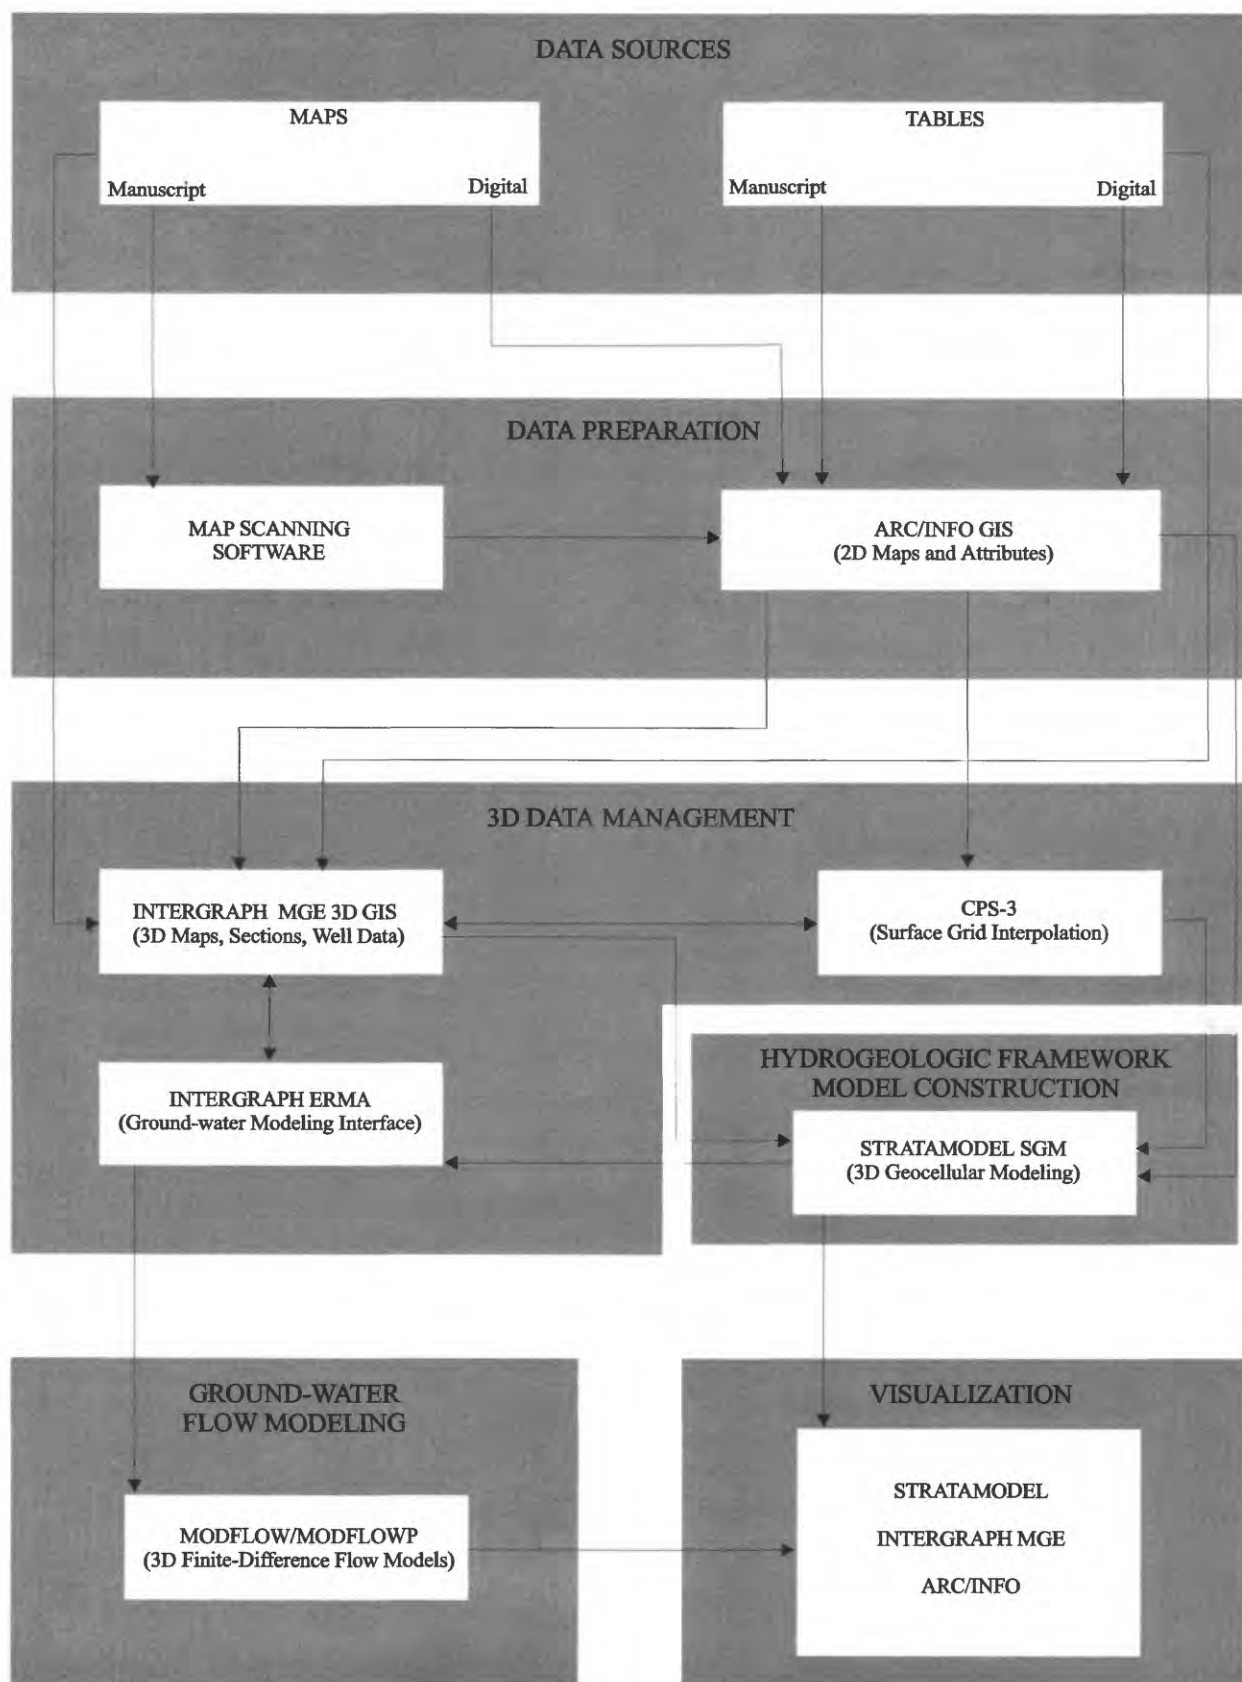 DATA SOURCES
MAPS
Manuscript
Digital
TABLES
Manuscript
Digital
DATA PREPARATION
MAP SCANNING
SOFTWARE
ARC/INFO GIS
(2D Maps and Attributes)
3D DATA MANAGEMENT
INTERGRAPH MGE 3D GIS
(3D Maps, Sections, Well Data)
CPS-3
(Surface Grid Interpolation)
INTERGRAPH ERMA
(Ground-water Modeling Interface)
HYDROGEOLOGIC FRAMEWORK
MODEL CONSTRUCTION
STRATAMODEL SGM
(3D Geocellular Modeling)
GROUND-WATER
FLOW MODELING
MODFLOW/MODFLOWP
(3D Finite-Difference Flow Models)
VISUALIZATION
STRATAMODEL
INTERGRAPH MGE
ARC/INFO